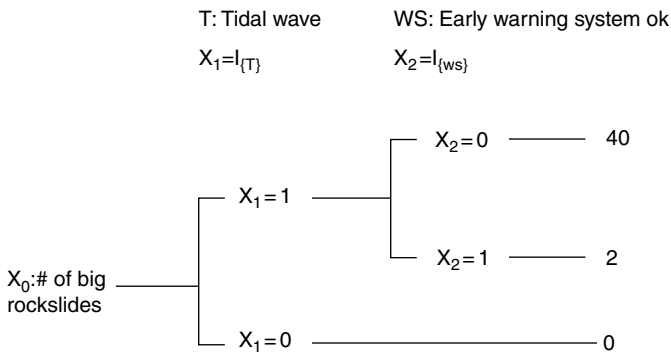 T: Tidal wave
WS: Early warning system ok
X₁=I{T}
X₂=I{ws}
X₂=0
40
X₁=1
X₂=1
2
X₀:# of big
rockslides
X₁=0
0